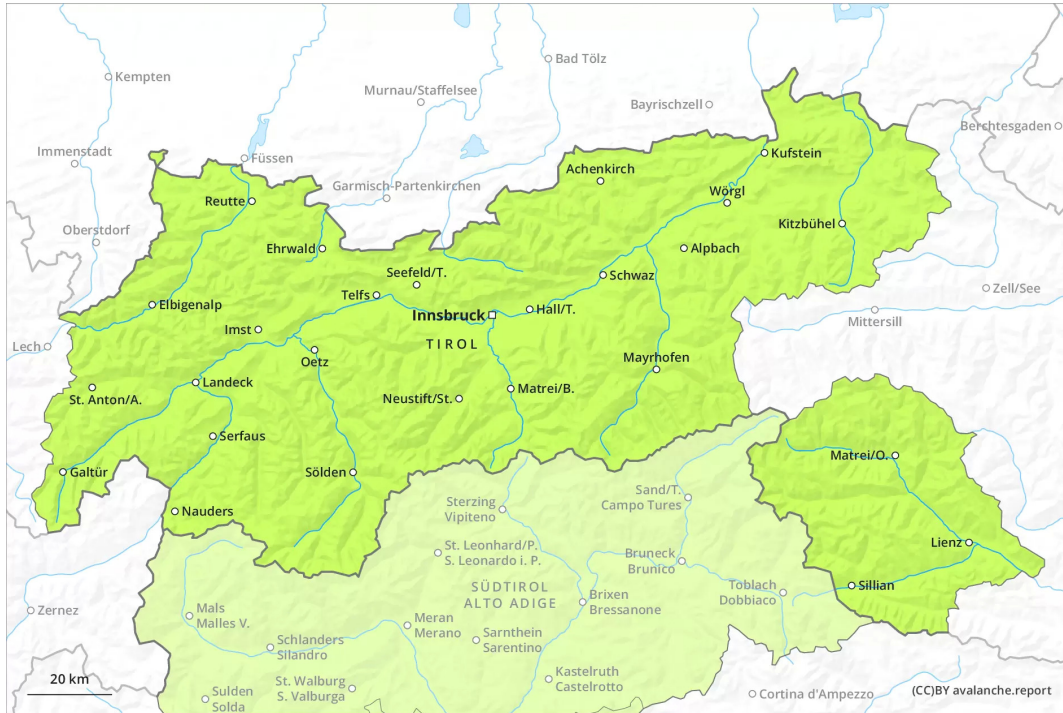 Kempten
Bad Tölz
Murnau/Staffelsee
Bayrischzell
Berchtesgaden
Immenstadt
Füssen
Kufstein
Achenkirch
Garmisch-Partenkirchen
Wörgl
Reutte
Oberstdorf
Kitzbühel
Ehrwald
Alpbach
Seefeld/T.
Schwaz
Zell/See
Telfs
Elbigenalp
Hall/T.
Innsbruck
Mittersill
Imst
TIROL
Lech
Oetz
Mayrhofen
Landeck
St. Anton/A.
Matrei/B.
Neustift/St.
Serfaus
Matrei/O.
Galtür
Sölden
Sand/T.
Campo Tures
Sterzing
Vipiteno
Nauders
Lienz
St. Leonhard/P.
S. Leonardo i. P.
Bruneck
Brunico
SÜDTIROL
ALTO ADIGE
Toblach
Dobbiaco
Sillian
Brixen
Bressanone
Zernez
Mals
Malles V.
Meran
Merano
Sarnthein
Sarentino
Schlanders
Silandro
20 km
St. Walburg
S. Valburga
Kastelruth
Castelrotto
Sulden
Solda
Cortina d'Ampezzo
(CC)BY avalanche.report